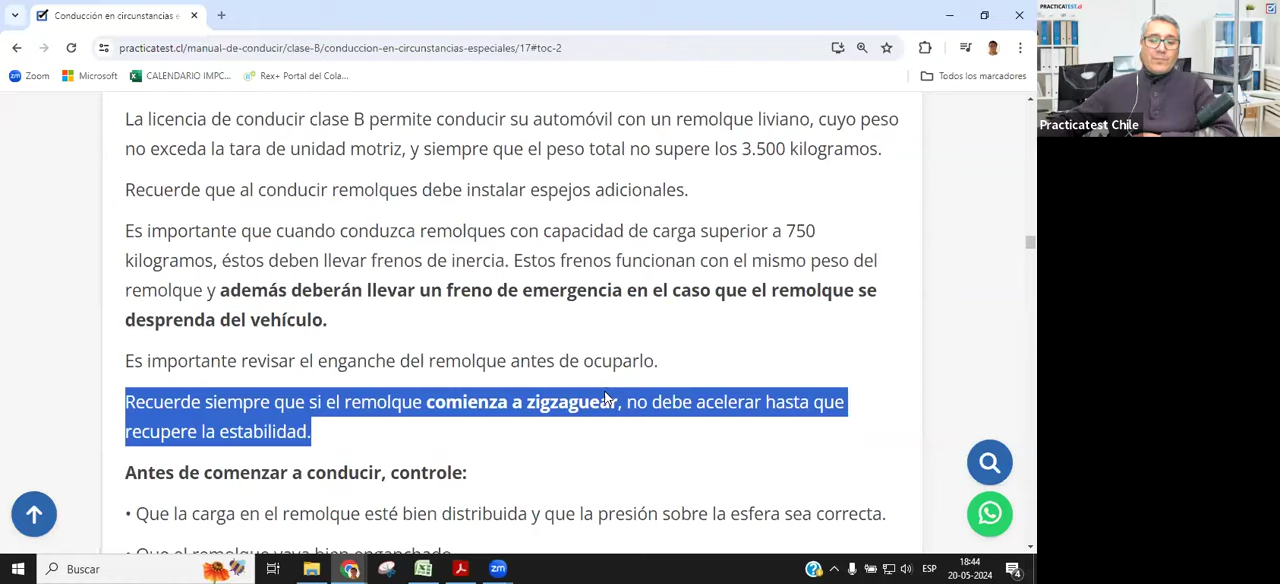 Conducción en circunstancias e
practicatest.cl/manual-de-conducir/clase-B/conduccion-en-circunstancias-especiales/17#toc-2
Zoom
Microsoft
CALENDARIO IMPC...
Rex+ Portal del Cola...
Todos los marcadores
PRACTICATEST.cl
Practicatest Chile
La licencia de conducir clase B permite conducir su automóvil con un remolque liviano, cuyo peso
no exceda la tara de unidad motriz, y siempre que el peso total no supere los 3.500 kilogramos.
Recuerde que al conducir remolques debe instalar espejos adicionales.
Es importante que cuando conduzca remolques con capacidad de carga superior a 750
kilogramos, éstos deben llevar frenos de inercia. Estos frenos funcionan con el mismo peso del
remolque y además deberán llevar un freno de emergencia en el caso que el remolque se
desprenda del vehículo.
Es importante revisar el enganche del remolque antes de ocuparlo.
Recuerde siempre que si el remolque comienza a zigzaguear, no debe acelerar hasta que
recupere la estabilidad.
Antes de comenzar a conducir, controle:
• Que la carga en el remolque esté bien distribuida y que la presión sobre la esfera sea correcta.
• Que el remolque vaya bien enganchado.
Buscar
ESP
18:44
20-05-2024
4